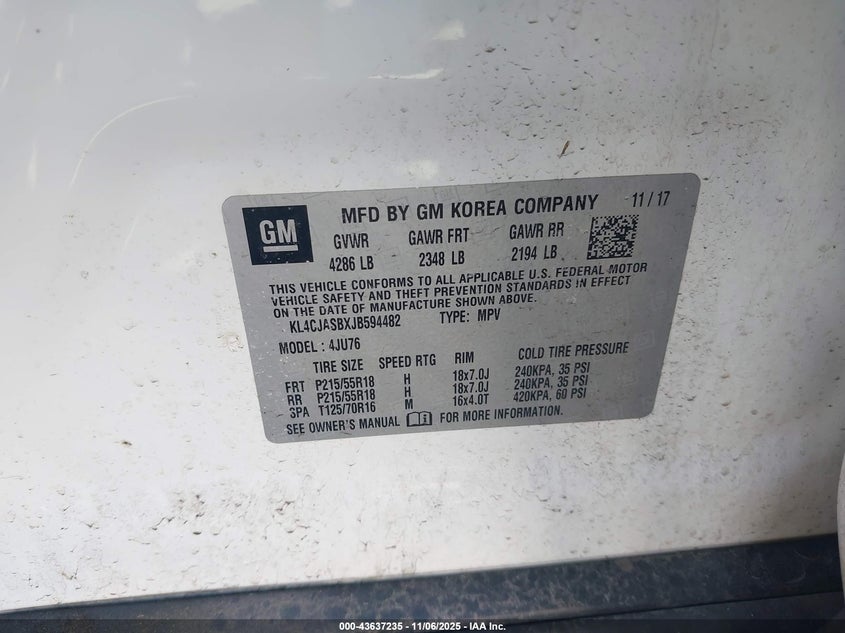 GM
MFD BY GM KOREA COMPANY 11 / 17
GVWR GAWR FRT GAWR RR
4286 LB 2348 LB 2194 LB
THIS VEHICLE CONFORMS TO ALL APPLICABLE U.S. FEDERAL MOTOR
VEHICLE SAFETY AND THEFT PREVENTION STANDARDS IN EFFECT
ON THE DATE OF MANUFACTURE SHOWN ABOVE.
KL4CJASBXJB594482 TYPE: MPV
MODEL : 4JU76
TIRE SIZE SPEED RTG RIM COLD TIRE PRESSURE
FRT P215/55R18 H 18x7.0J 240KPA, 35 PSI
RR P215/55R18 H 18x7.0J 240KPA, 35 PSI
SPA T125/70R16 M 16x4.0T 420KPA, 60 PSI
SEE OWNER'S MANUAL FOR MORE INFORMATION.
000-43637235 - 11/06/2025 - IAA Inc.